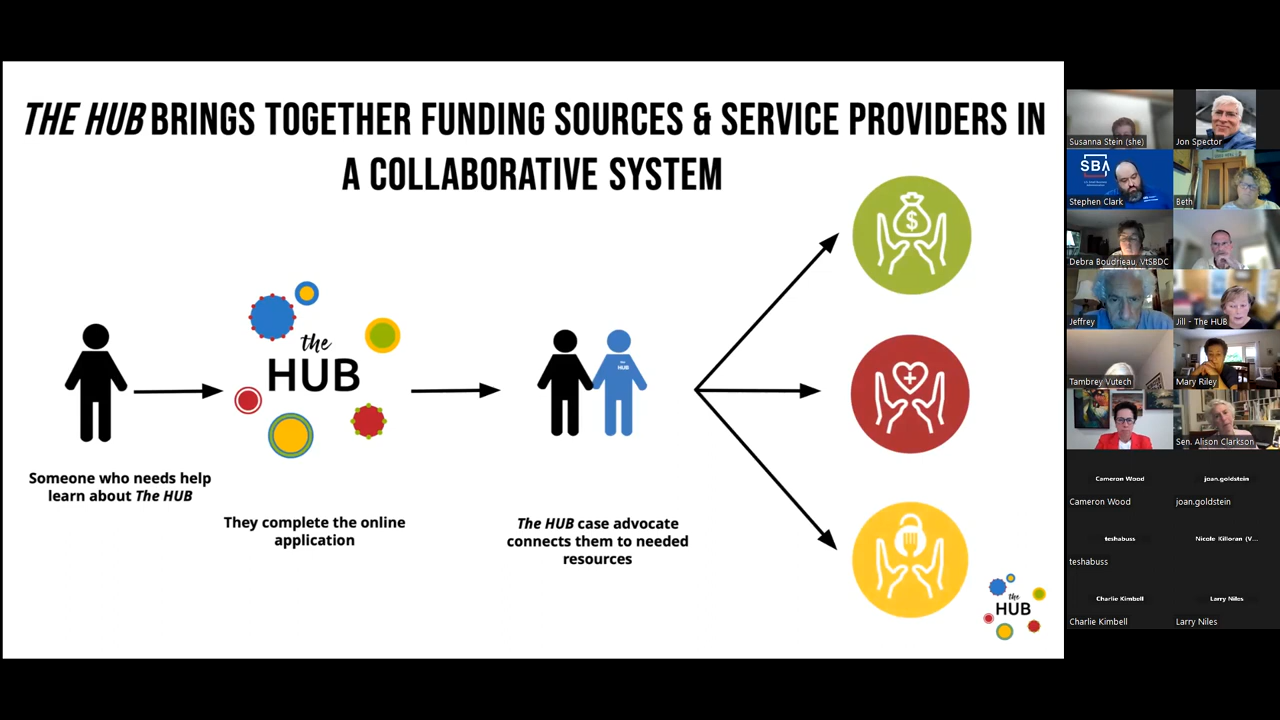 THE HUB BRINGS TOGETHER FUNDING SOURCES & SERVICE PROVIDERS IN
A COLLABORATIVE SYSTEM
the
HUB
Someone who needs help
learn about The HUB
They complete the online
application
the
HUB
The HUB case advocate
connects them to needed
resources
$
the
HUB
Susanna Stein (she)
Jon Spector
SBA
Stephen Clark
Beth
Debra Boudrieau, VtSBDC
Jeffrey
Jill - The HUB
Tambrey Vutech
Mary Riley
Sen. Alison Clarkson
Cameron Wood
joan.goldstein
Cameron Wood
joan.goldstein
teshabuss
Nicole Killoran (V...
teshabuss
Charlie Kimbell
Larry Niles
Charlie Kimbell
Larry Niles